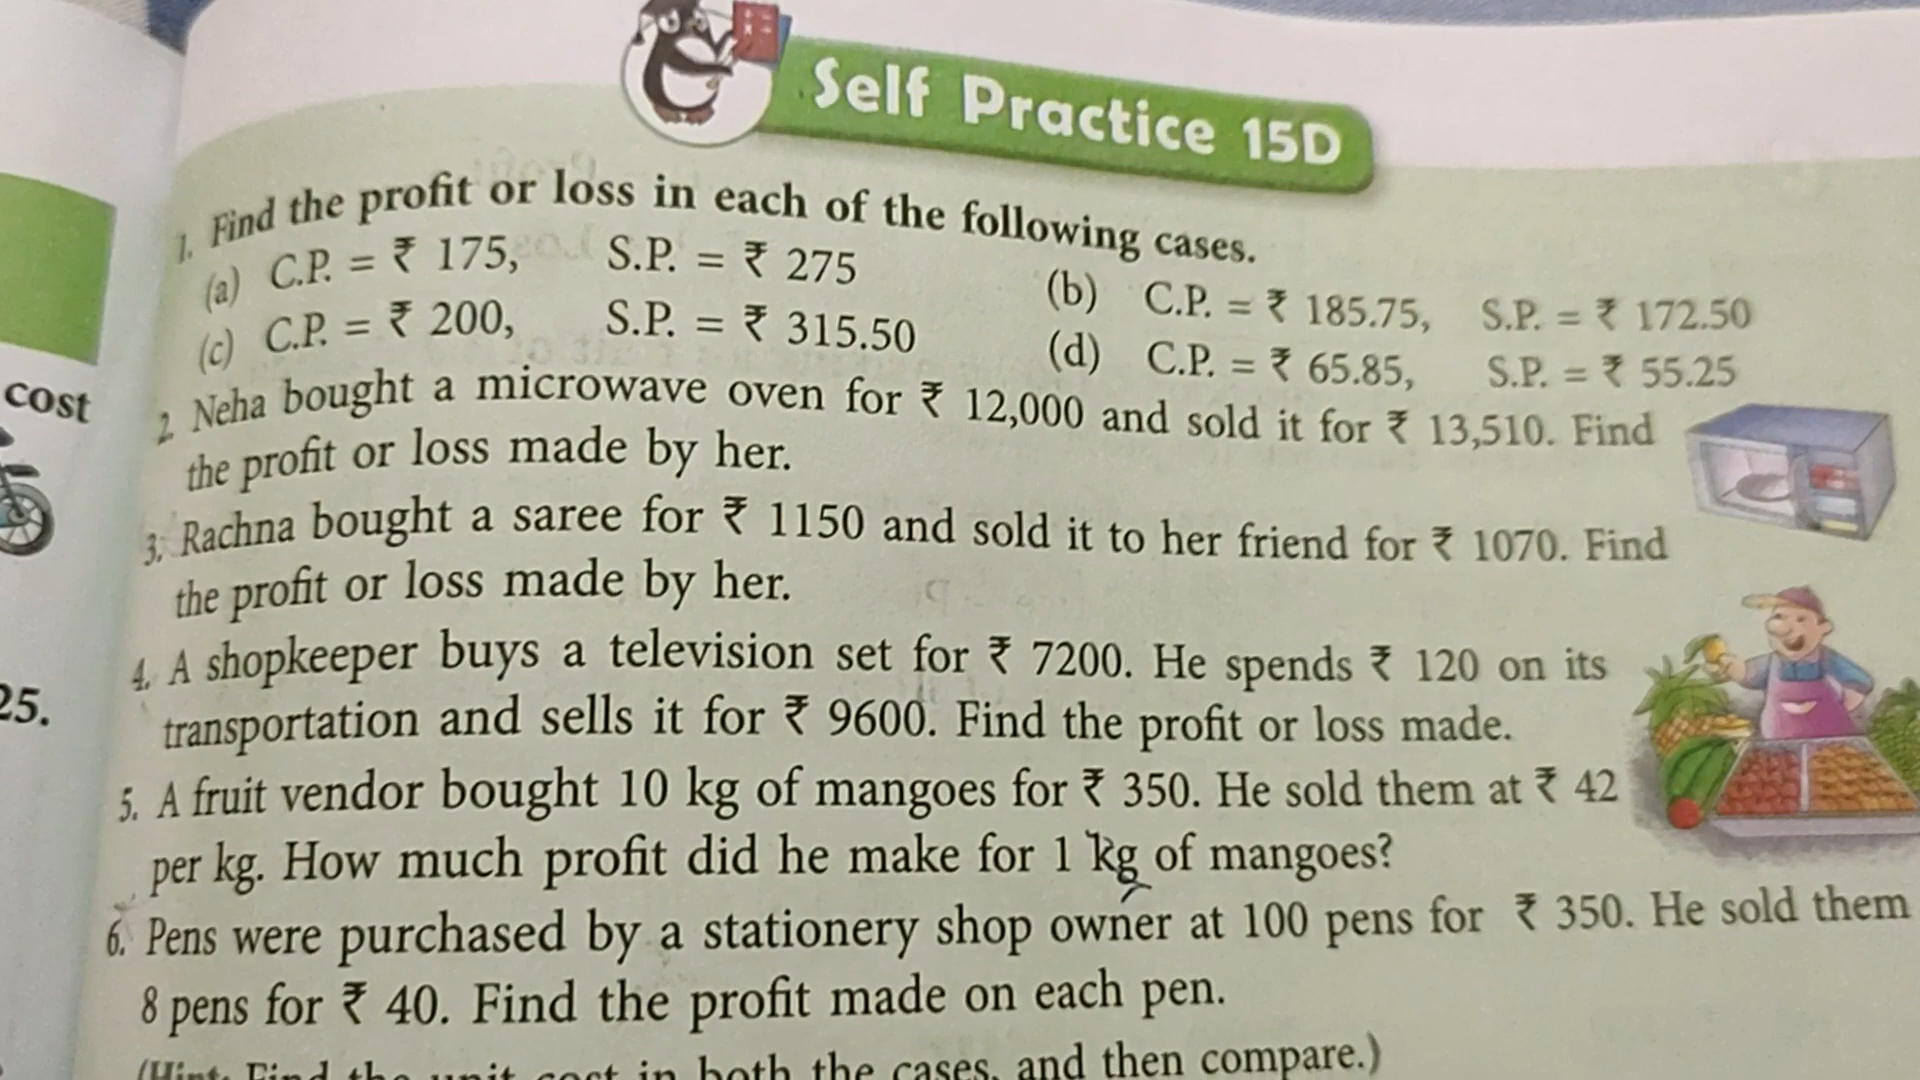 Self Practice 15D
1. Find the profit or loss in each of the following cases.
(a) C.P. = ₹ 175, S.P. = ₹ 275 (b) C.P. = ₹ 185.75, S.P. = ₹ 172.50
(c) C.P. = ₹ 200, S.P. = ₹ 315.50 (d) C.P. = ₹ 65.85, S.P. = ₹ 55.25
2. Neha bought a microwave oven for ₹ 12,000 and sold it for ₹ 13,510. Find
the profit or loss made by her.
3. Rachna bought a saree for ₹ 1150 and sold it to her friend for ₹ 1070. Find
the profit or loss made by her.
4. A shopkeeper buys a television set for ₹ 7200. He spends ₹ 120 on its
transportation and sells it for ₹ 9600. Find the profit or loss made.
5. A fruit vendor bought 10 kg of mangoes for ₹ 350. He sold them at ₹ 42
per kg. How much profit did he make for 1 kg of mangoes?
6. Pens were purchased by a stationery shop owner at 100 pens for ₹ 350. He sold them
8 pens for ₹ 40. Find the profit made on each pen.
(Hint: Find the unit cost in both the cases, and then compare.)
cost
25.